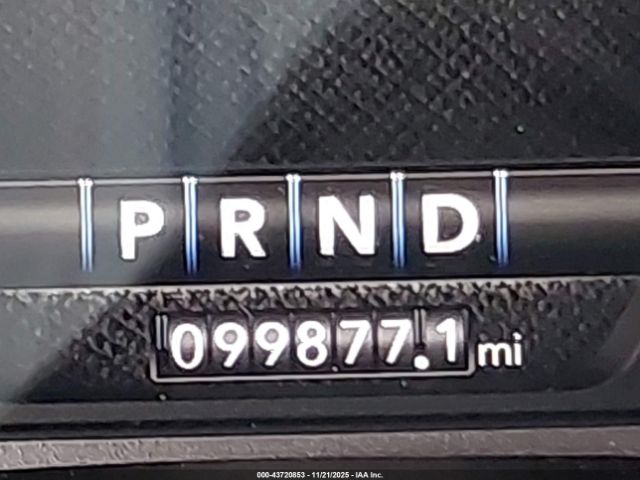 P R N D
099877.1 mi
000-43720853 - 11/21/2025 - IAA Inc.